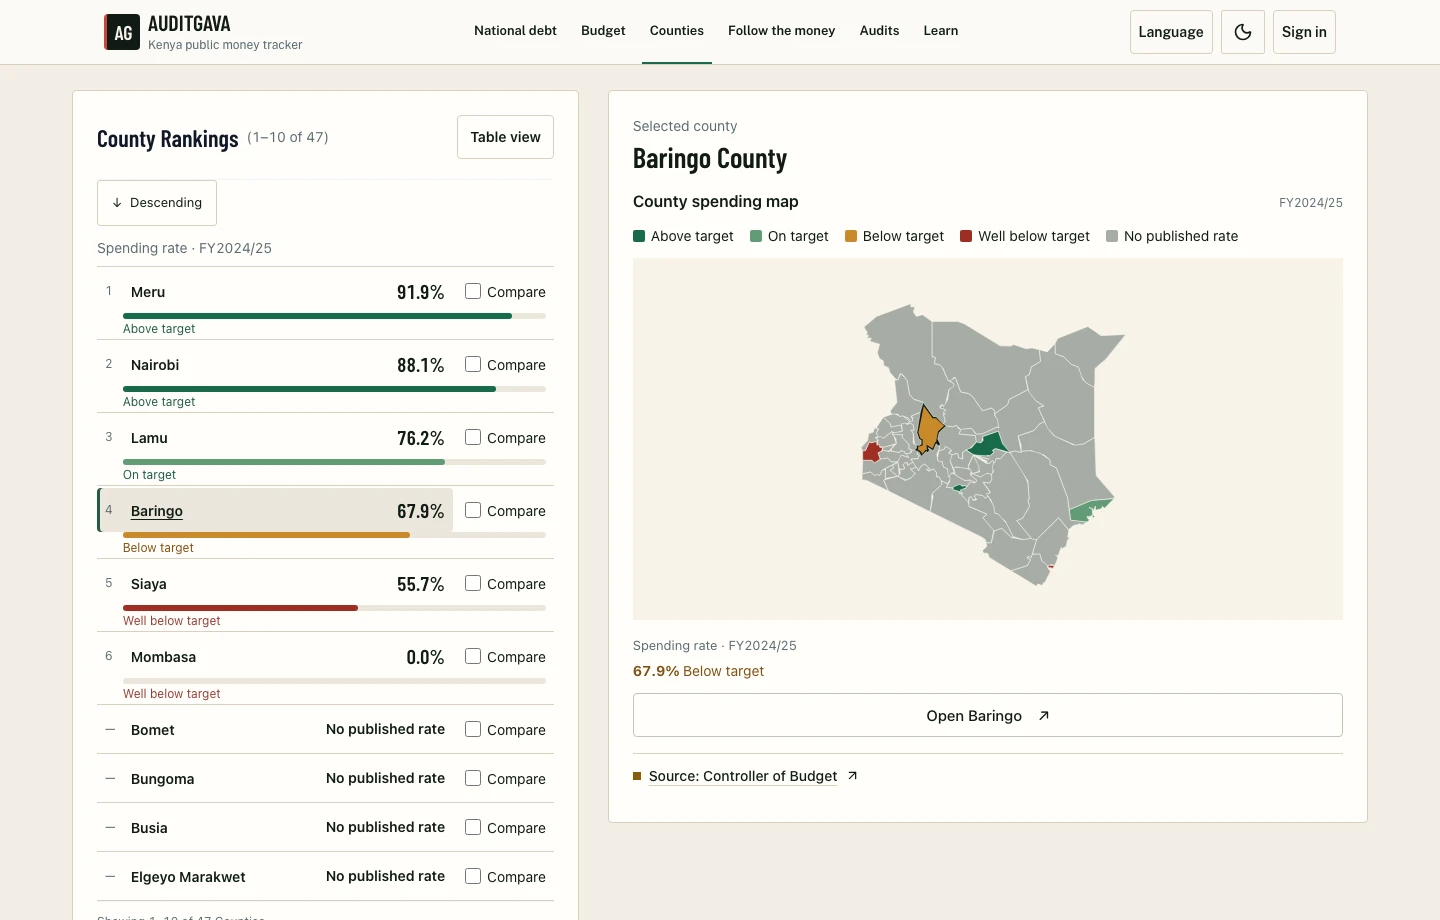 AG
AUDITGAVA
Kenya public money tracker
National debt
Budget
Counties
Follow the money
Audits
Learn
Language
Sign in
County Rankings (1–10 of 47)
Table view
↓ Descending
Spending rate · FY2024/25
1 Meru 91.9% Compare
Above target
2 Nairobi 88.1% Compare
Above target
3 Lamu 76.2% Compare
On target
4 Baringo 67.9% Compare
Below target
5 Siaya 55.7% Compare
Well below target
6 Mombasa 0.0% Compare
Well below target
— Bomet No published rate Compare
— Bungoma No published rate Compare
— Busia No published rate Compare
— Elgeyo Marakwet No published rate Compare
Selected county
Baringo County
County spending map FY2024/25
Above target
On target
Below target
Well below target
No published rate
Spending rate · FY2024/25
67.9% Below target
Open Baringo ↗
Source: Controller of Budget ↗